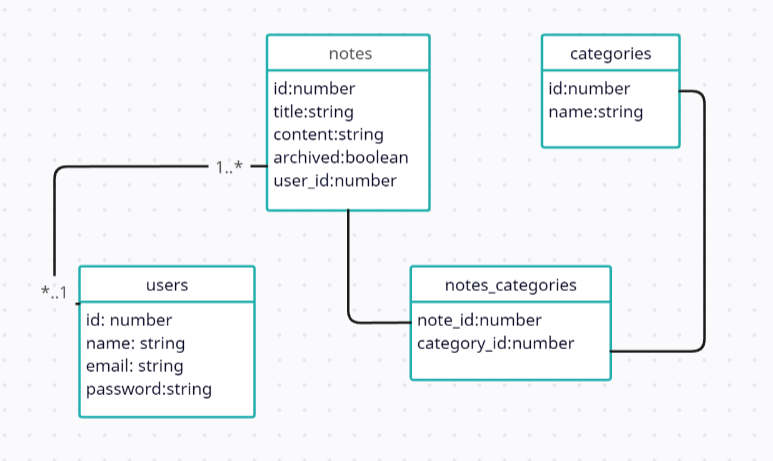 notes
id:number
title:string
content:string
archived:boolean
user_id:number
categories
id:number
name:string
1..*
*..1
users
id: number
name: string
email: string
password:string
notes_categories
note_id:number
category_id:number